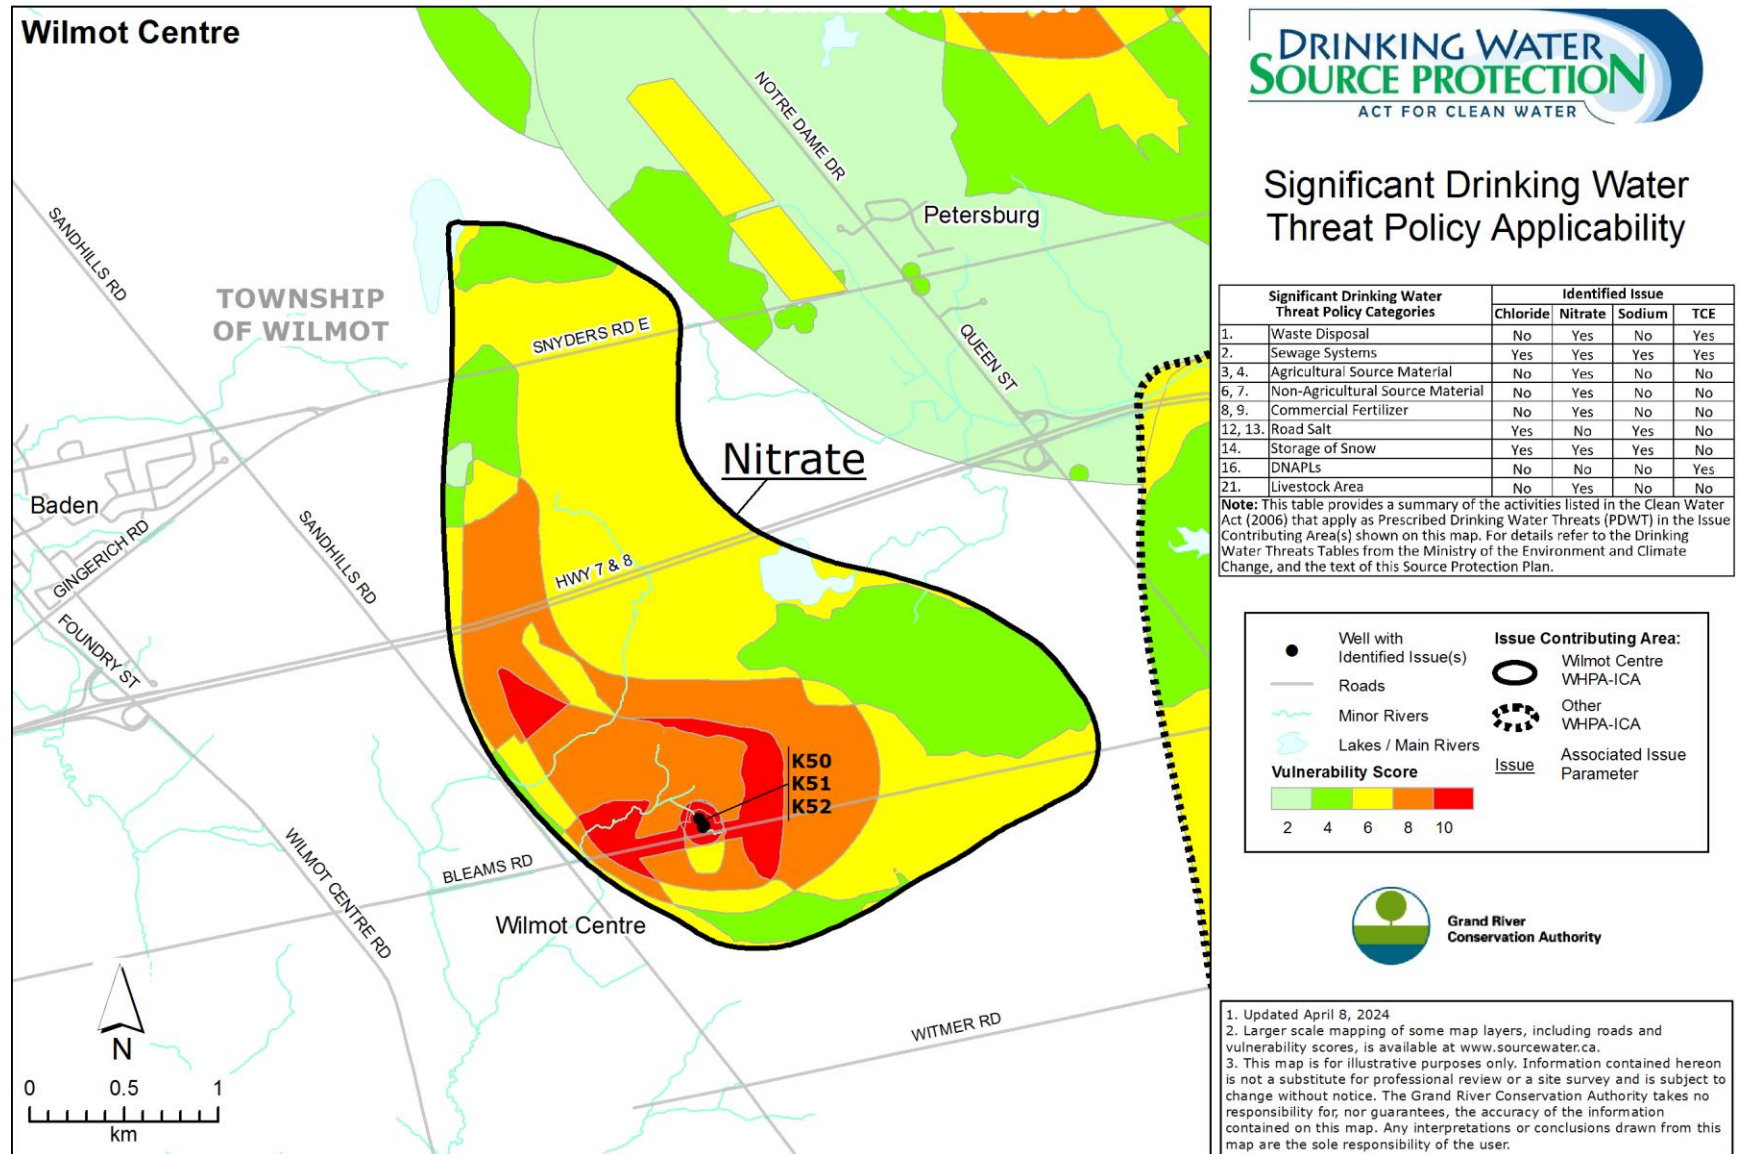 Wilmot Centre
NOTRE DAME DR
Petersburg
SANDHILLS RD
TOWNSHIP
OF WILMOT
SNYDERS RD E
QUEEN ST
Nitrate
Baden
GINGERICH RD
SANDHILLS RD
HWY 7 & 8
FOUNDRY ST
K50
K51
K52
BLEAMS RD
WILMOT CENTRE RD
Wilmot Centre
WITMER RD
N
0 0.5 1
km
DRINKING WATER
SOURCE PROTECTION
ACT FOR CLEAN WATER
Significant Drinking Water
Threat Policy Applicability
Significant Drinking Water Threat Policy Categories Identified Issue
Chloride Nitrate Sodium TCE
1. Waste Disposal No Yes No Yes
2. Sewage Systems Yes Yes Yes Yes
3, 4. Agricultural Source Material No Yes No No
6, 7. Non-Agricultural Source Material No Yes No No
8, 9. Commercial Fertilizer No Yes No No
12, 13. Road Salt Yes No Yes No
14. Storage of Snow Yes Yes Yes No
16. DNAPLs No No No Yes
21. Livestock Area No Yes No No
Note: This table provides a summary of the activities listed in the Clean Water
Act (2006) that apply as Prescribed Drinking Water Threats (PDWT) in the Issue
Contributing Area(s) shown on this map. For details refer to the Drinking
Water Threats Tables from the Ministry of the Environment and Climate
Change, and the text of this Source Protection Plan.
Well with
Identified Issue(s)
Roads
Minor Rivers
Lakes / Main Rivers
Issue Contributing Area:
Wilmot Centre
WHPA-ICA
Other
WHPA-ICA
Issue Associated Issue
Parameter
Vulnerability Score
2 4 6 8 10
Grand River
Conservation Authority
1. Updated April 8, 2024
2. Larger scale mapping of some map layers, including roads and
vulnerability scores, is available at www.sourcewater.ca.
3. This map is for illustrative purposes only. Information contained hereon
is not a substitute for professional review or a site survey and is subject to
change without notice. The Grand River Conservation Authority takes no
responsibility for, nor guarantees, the accuracy of the information
contained on this map. Any interpretations or conclusions drawn from this
map are the sole responsibility of the user.